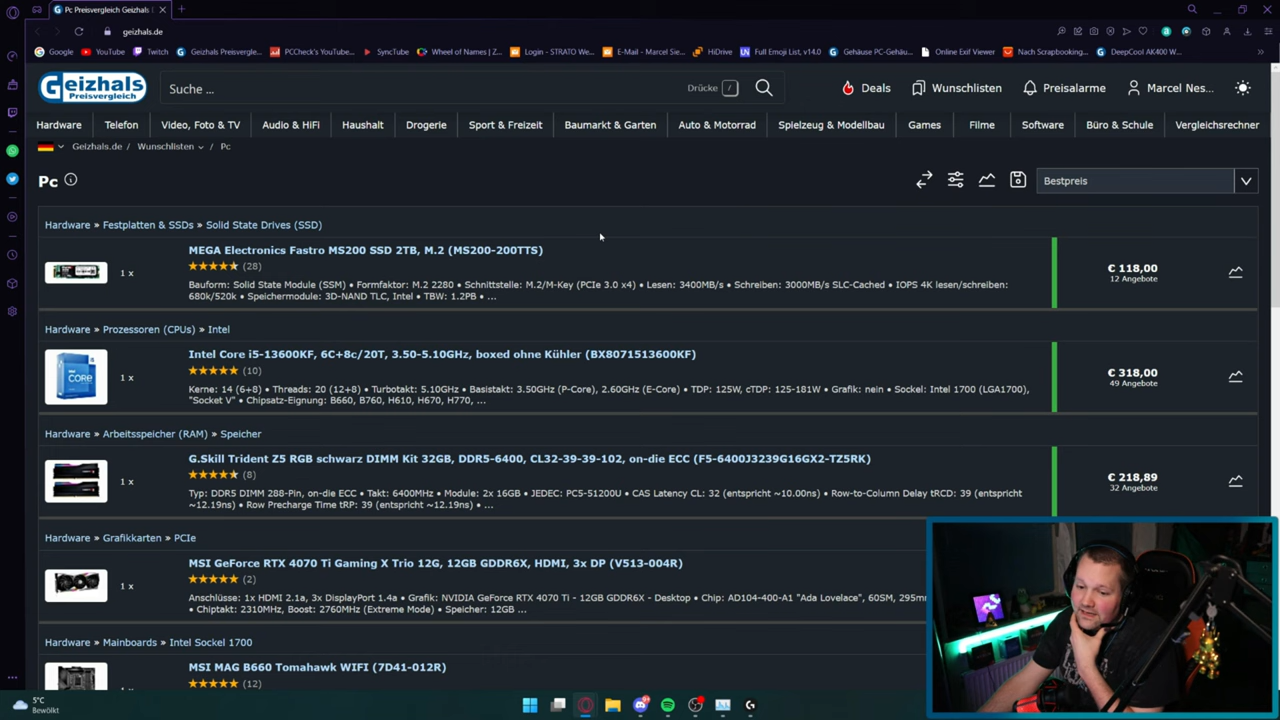 Pc Preisvergleich Geizhals
geizhals.de
Google YouTube Twitch Geizhals Preisvergle... PCCheck's YouTube... SyncTube Wheel of Names | Z... Login - STRATO We... E-Mail - Marcel Sie... HiDrive Full Emoji List, v14.0 Gehäuse PC-Gehäu... Online Exif Viewer Nach Scrapbooking... DeepCool AK400 W...
Geizhals
Preisvergleich
Suche ...
Drücke /
Deals Wunschlisten Preisalarme Marcel Nes...
Hardware Telefon Video, Foto & TV Audio & HiFi Haushalt Drogerie Sport & Freizeit Baumarkt & Garten Auto & Motorrad Spielzeug & Modellbau Games Filme Software Büro & Schule Vergleichsrechner
Geizhals.de / Wunschlisten / Pc
Pc
Bestpreis
Hardware » Festplatten & SSDs » Solid State Drives (SSD)
MEGA Electronics Fastro MS200 SSD 2TB, M.2 (MS200-200TTS)
1 x
(28)
€ 118,00
12 Angebote
Bauform: Solid State Module (SSM) • Formfaktor: M.2 2280 • Schnittstelle: M.2/M-Key (PCIe 3.0 x4) • Lesen: 3400MB/s • Schreiben: 3000MB/s SLC-Cached • IOPS 4K lesen/schreiben:
680k/520k • Speichermodule: 3D-NAND TLC, Intel • TBW: 1.2PB • ...
Hardware » Prozessoren (CPUs) » Intel
Intel Core i5-13600KF, 6C+8c/20T, 3.50-5.10GHz, boxed ohne Kühler (BX8071513600KF)
1 x
(10)
€ 318,00
49 Angebote
Kerne: 14 (6+8) • Threads: 20 (12+8) • Turbotakt: 5.10GHz • Basistakt: 3.50GHz (P-Core), 2.60GHz (E-Core) • TDP: 125W, cTDP: 125-181W • Grafik: nein • Sockel: Intel 1700 (LGA1700),
"Socket V" • Chipsatz-Eignung: B660, B760, H610, H670, H770, ...
Hardware » Arbeitsspeicher (RAM) » Speicher
G.Skill Trident Z5 RGB schwarz DIMM Kit 32GB, DDR5-6400, CL32-39-39-102, on-die ECC (F5-6400J3239G16GX2-TZ5RK)
1 x
(8)
€ 218,89
32 Angebote
Typ: DDR5 DIMM 288-Pin, on-die ECC • Takt: 6400MHz • Module: 2x 16GB • JEDEC: PC5-51200U • CAS Latency CL: 32 (entspricht ~10.00ns) • Row-to-Column Delay tRCD: 39 (entspricht
~12.19ns) • Row Precharge Time tRP: 39 (entspricht ~12.19ns) • ...
Hardware » Grafikkarten » PCIe
MSI GeForce RTX 4070 Ti Gaming X Trio 12G, 12GB GDDR6X, HDMI, 3x DP (V513-004R)
1 x
(2)
Anschlüsse: 1x HDMI 2.1a, 3x DisplayPort 1.4a • Grafik: NVIDIA GeForce RTX 4070 Ti - 12GB GDDR6X - Desktop • Chip: AD104-400-A1 "Ada Lovelace", 60SM, 295mm
• Chiptakt: 2310MHz, Boost: 2760MHz (Extreme Mode) • Speicher: 12GB ...
Hardware » Mainboards » Intel Sockel 1700
MSI MAG B660 Tomahawk WIFI (7D41-012R)
(12)
5°C
Bewölkt